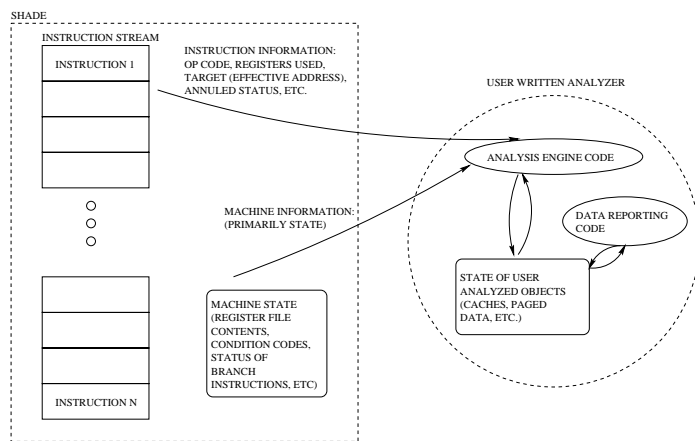 SHADE
INSTRUCTION STREAM
INSTRUCTION 1
INSTRUCTION INFORMATION:
OP CODE, REGISTERS USED,
TARGET (EFFECTIVE ADDRESS),
ANNULED STATUS, ETC.
USER WRITTEN ANALYZER
ANALYSIS ENGINE CODE
MACHINE INFORMATION:
(PRIMARILY STATE)
DATA REPORTING
CODE
STATE OF USER
ANALYZED OBJECTS
(CACHES, PAGED
DATA, ETC.)
MACHINE STATE
(REGISTER FILE
CONTENTS,
CONDITION CODES,
STATUS OF
BRANCH
INSTRUCTIONS, ETC)
INSTRUCTION N